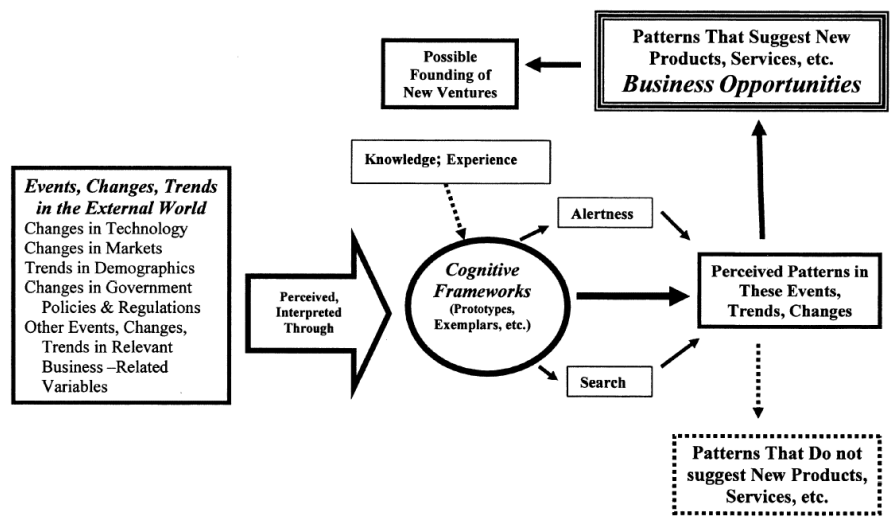 Possible
Founding of
New Ventures
Patterns That Suggest New
Products, Services, etc.
Business Opportunities
Knowledge; Experience
Events, Changes, Trends
in the External World
Changes in Technology
Changes in Markets
Trends in Demographics
Changes in Government
Policies & Regulations
Other Events, Changes,
Trends in Relevant
Business –Related
Variables
Perceived,
Interpreted
Through
Cognitive
Frameworks
(Prototypes,
Exemplars, etc.)
Alertness
Search
Perceived Patterns in
These Events,
Trends, Changes
Patterns That Do not
suggest New Products,
Services, etc.